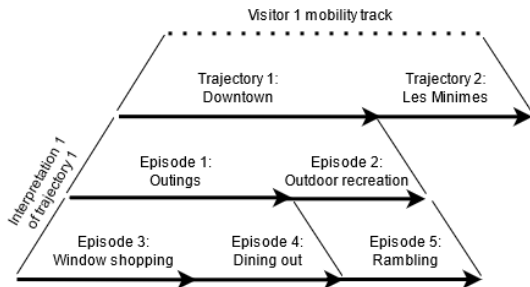 Visitor 1 mobility track
Trajectory 1:
Downtown
Trajectory 2:
Les Minimes
Interpretation 1
of trajectory 1
Episode 1:
Outings
Episode 2:
Outdoor recreation
Episode 3:
Window shopping
Episode 4:
Dining out
Episode 5:
Rambling